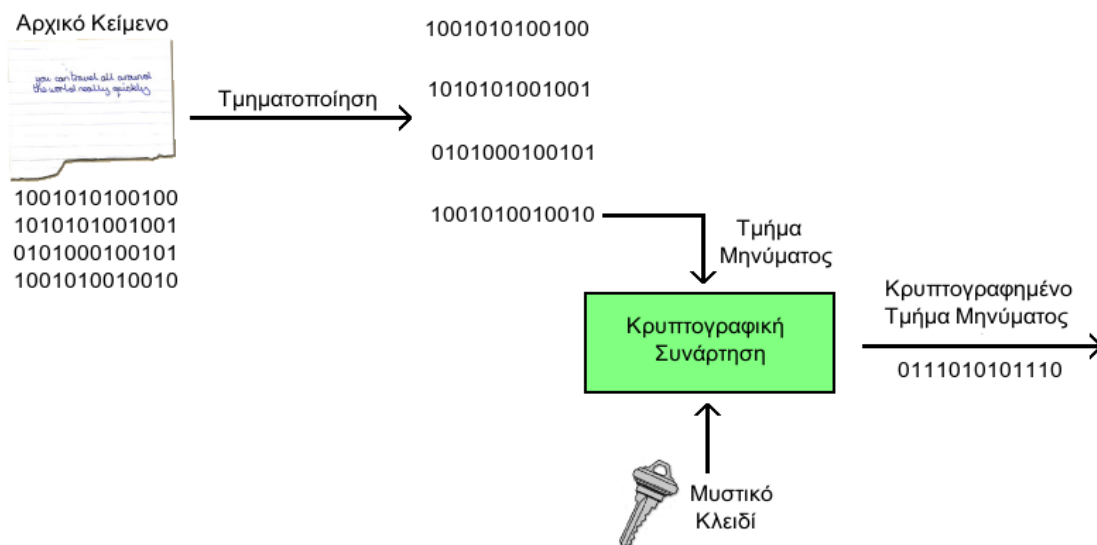 Αρχικό Κείμενο
you can travel all around
the world really quickly
1001010100100
1010101001001
0101000100101
1001010010010
Τμηματοποίηση
1001010100100
1010101001001
0101000100101
1001010010010
Τμήμα
Μηνύματος
Κρυπτογραφική
Συνάρτηση
Μυστικό
Κλειδί
Κρυπτογραφημένο
Τμήμα Μηνύματος
0111010101110